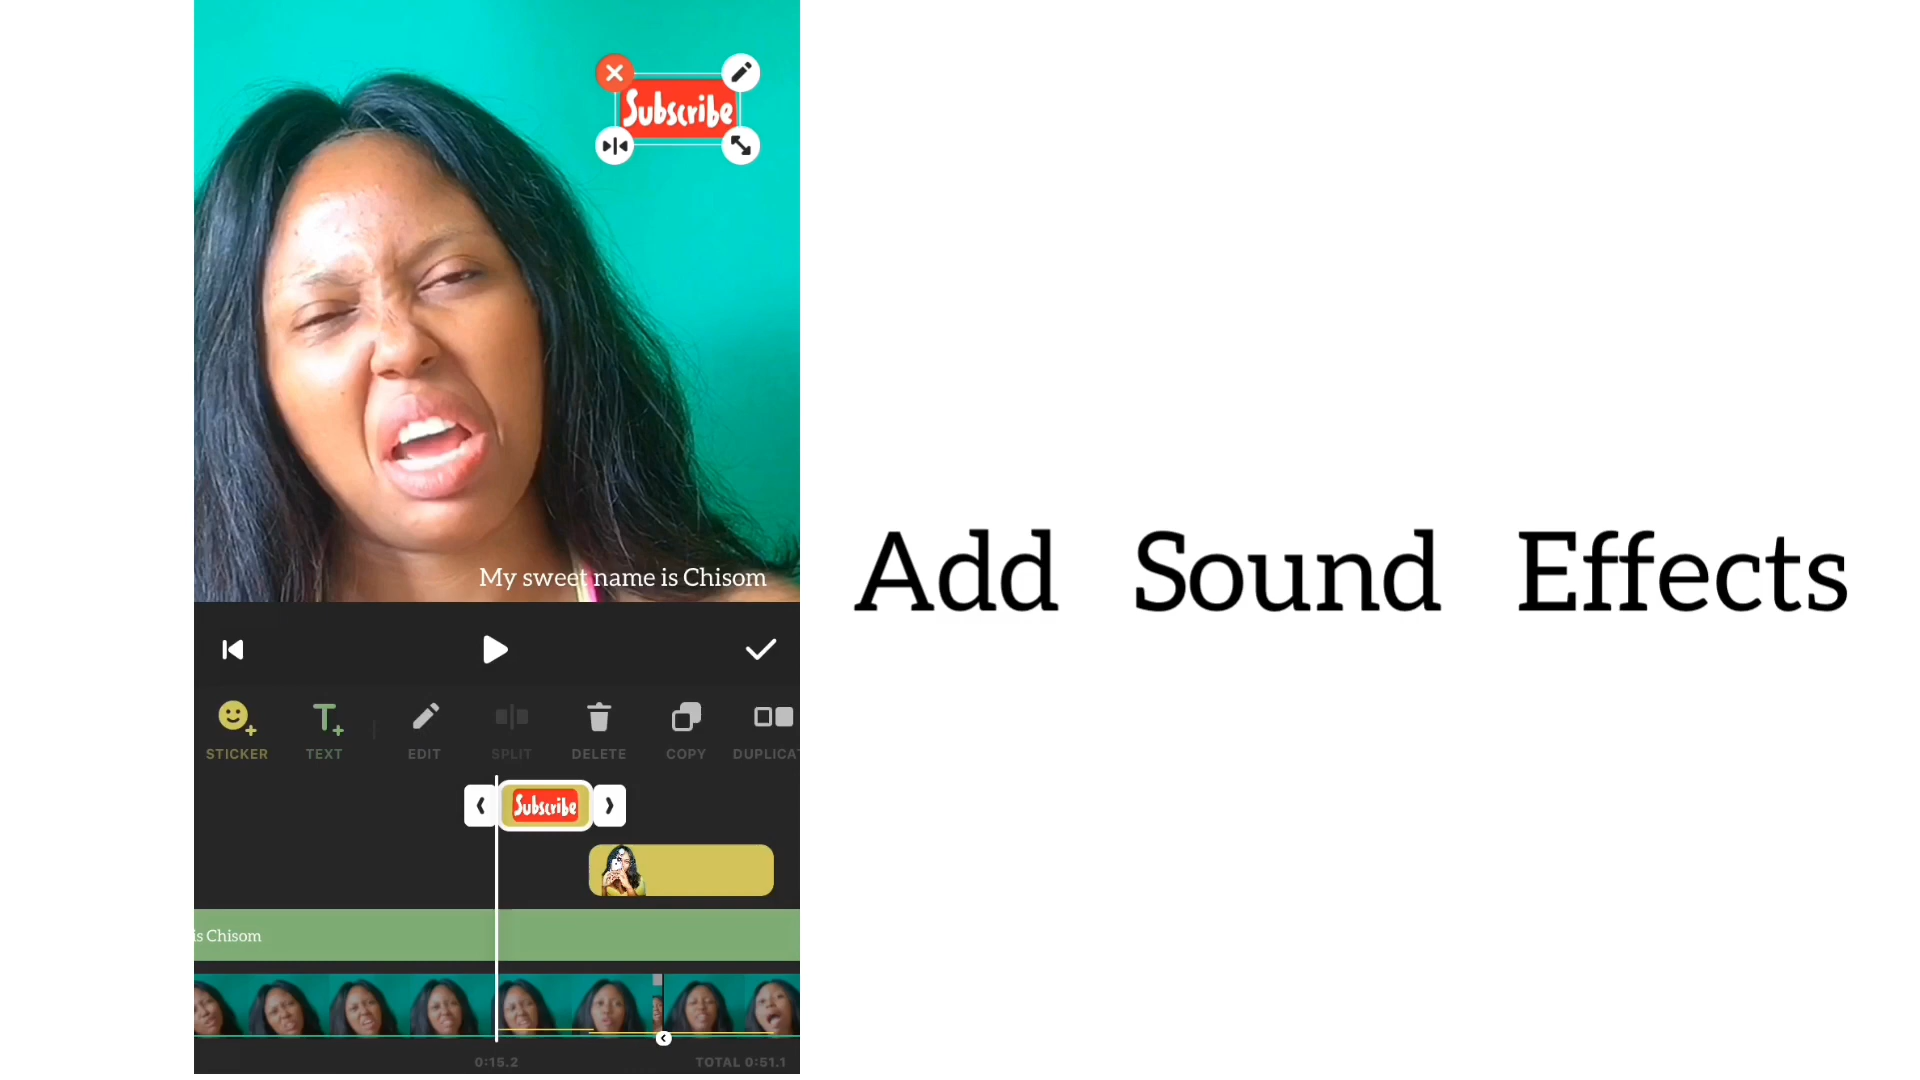 Subscribe
My sweet name is Chisom
Add Sound Effects
STICKER
TEXT
EDIT
SPLIT
DELETE
COPY
DUPLICAT
Subscribe
is Chisom
0:15.2
TOTAL 0:51.1